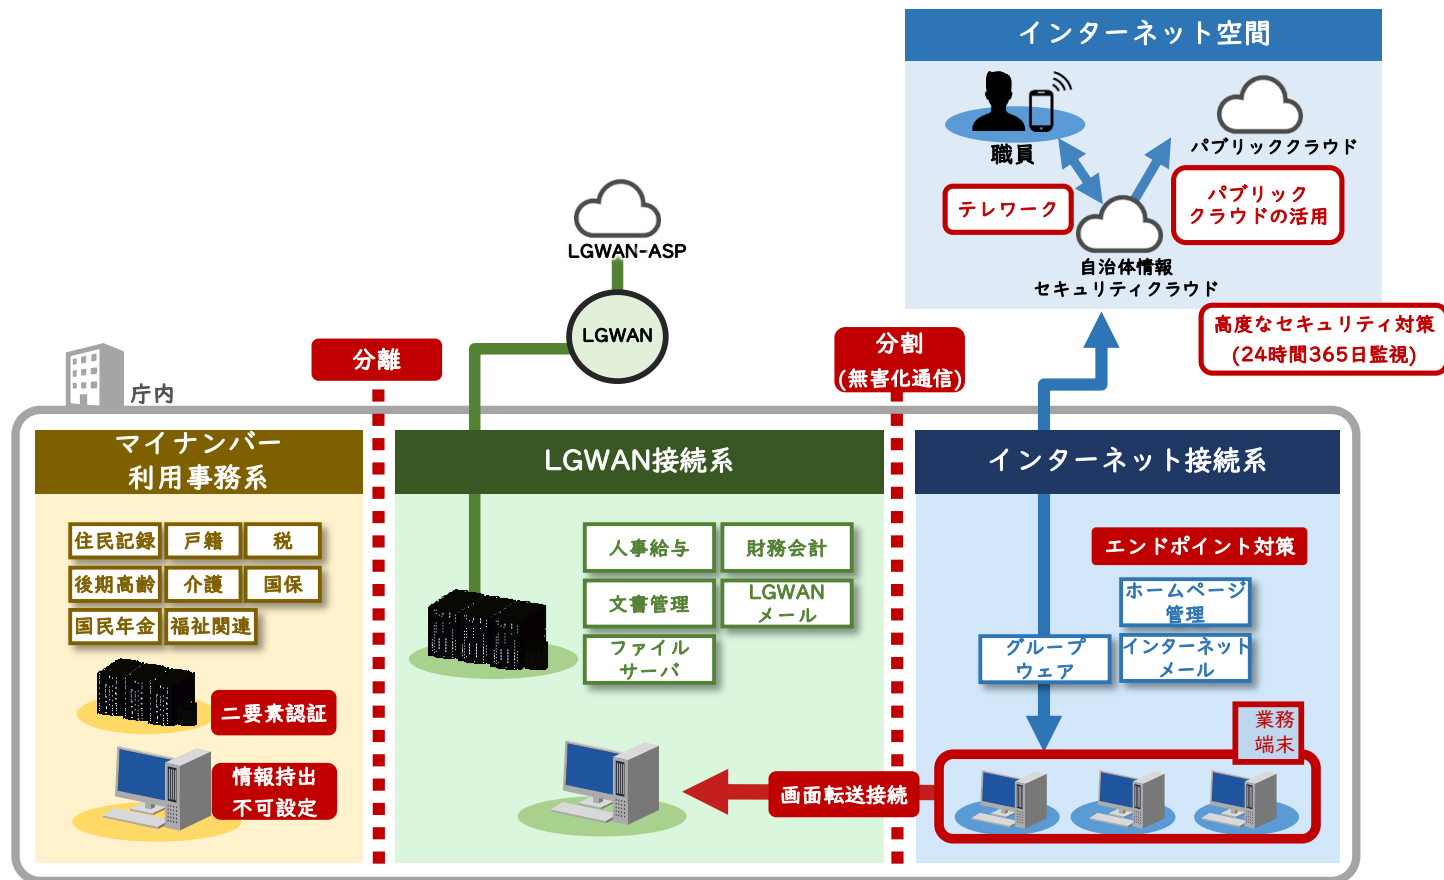 インターネット空間
職員
パブリッククラウド
テレワーク
パブリック
クラウドの活用
自治体情報
セキュリティクラウド
高度なセキュリティ対策
(24時間365日監視)
LGWAN-ASP
LGWAN
分離
分割
(無害化通信)
庁内
マイナンバー
利用事務系
住民記録
戸籍
税
後期高齢
介護
国保
国民年金
福祉関連
二要素認証
情報持出
不可設定
LGWAN接続系
人事給与
財務会計
文書管理
LGWAN
メール
ファイル
サーバ
画面転送接続
インターネット接続系
エンドポイント対策
ホームページ
管理
グループ
ウェア
インターネット
メール
業務
端末